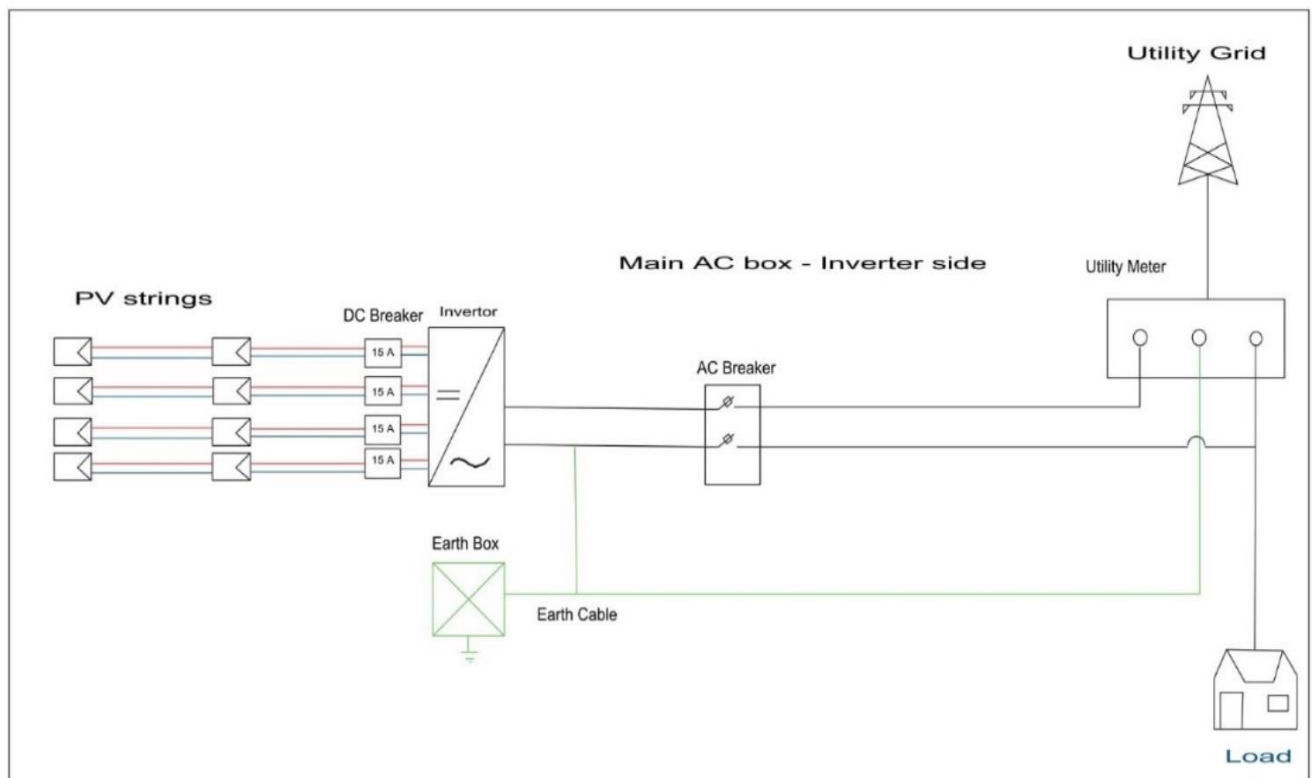 Utility Grid
Main AC box - Inverter side
Utility Meter
PV strings
DC Breaker
Invertor
15 A
15 A
15 A
15 A
AC Breaker
Earth Box
Earth Cable
Load